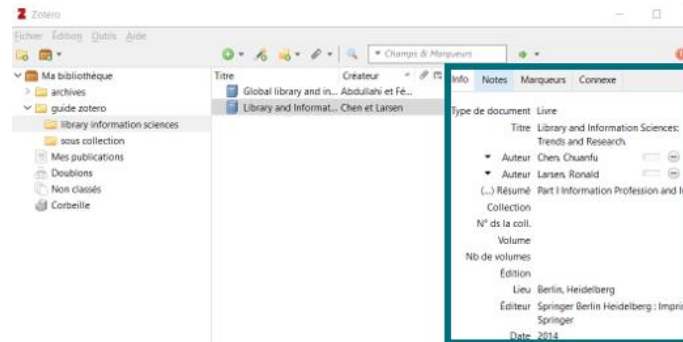 Zotero
Fichier Édition Outils Aide
Champs & Marqueurs
Ma bibliothèque
archives
guide zotero
library information sciences
sous collection
Mes publications
Doublons
Non classés
Corbeille
Titre Créateur
Global library and in... Abdullahi et Fé...
Library and Informat... Chen et Larsen
Info Notes Marqueurs Connexe
Type de document Livre
Titre Library and Information Sciences:
Trends and Research.
Auteur Chen, Chuanfu
Auteur Larsen, Ronald
(...) Résumé Part I Information Profession and
Collection
N° ds la coll.
Volume
Nb de volumes
Édition
Lieu Berlin, Heidelberg
Éditeur Springer Berlin Heidelberg : Imprin
Springer
Date 2014